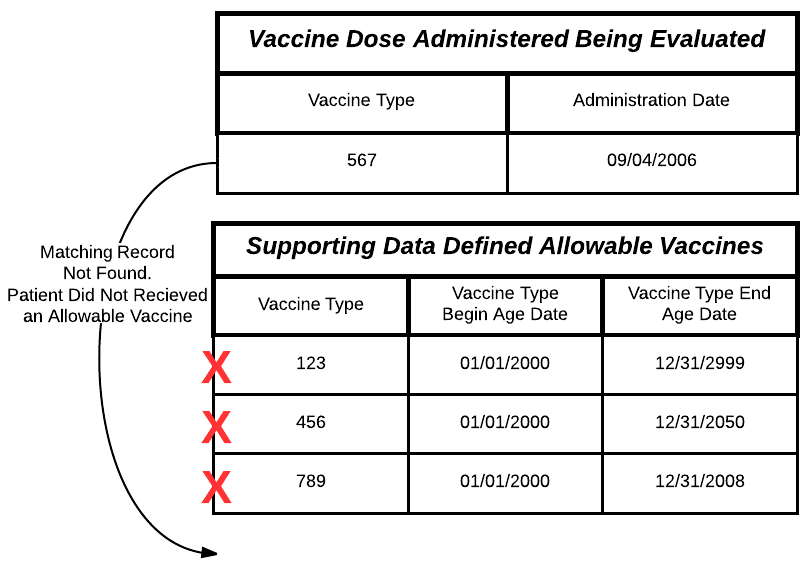 Vaccine Dose Administered Being Evaluated
Vaccine Type
Administration Date
567
09/04/2006
Matching Record
Not Found.
Patient Did Not Recieved
an Allowable Vaccine
Supporting Data Defined Allowable Vaccines
Vaccine Type
Vaccine Type
Begin Age Date
Vaccine Type End
Age Date
X
123
01/01/2000
12/31/2999
X
456
01/01/2000
12/31/2050
X
789
01/01/2000
12/31/2008